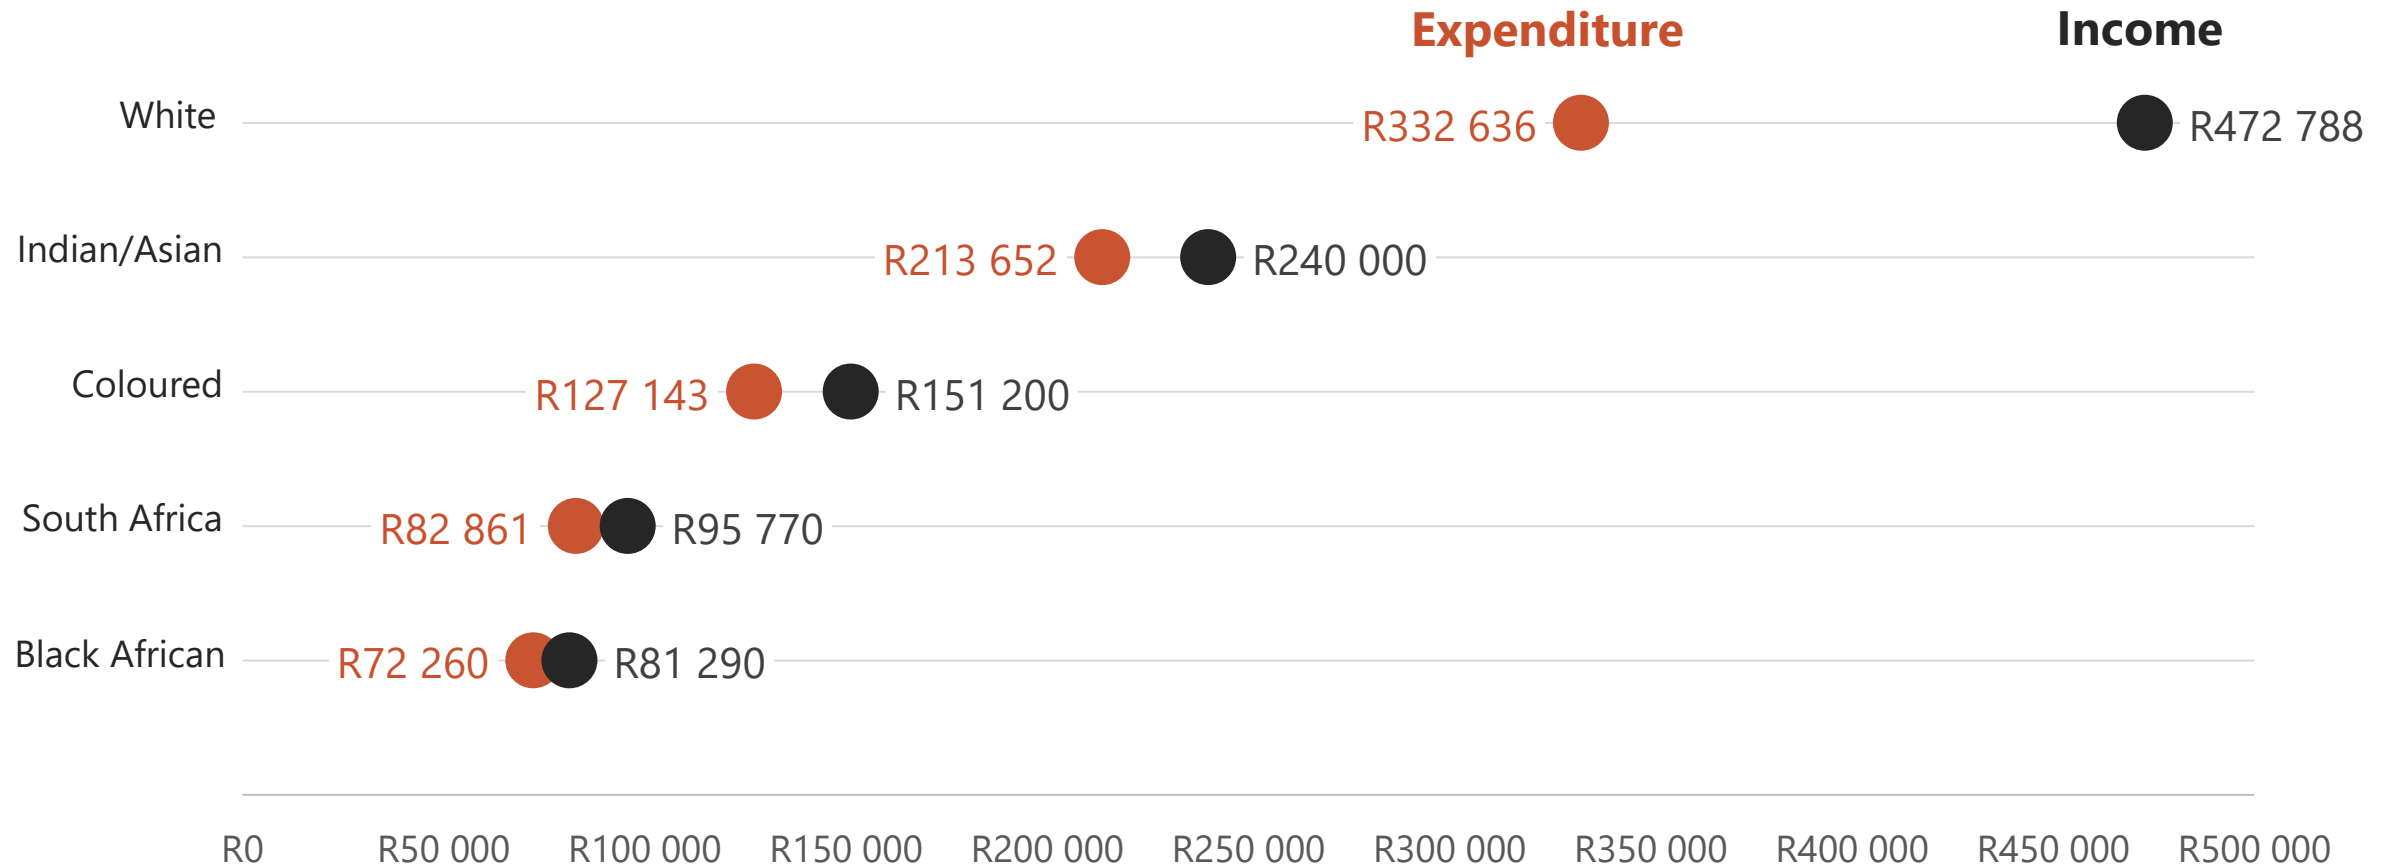 Expenditure Income
White R332 636 R472 788
Indian/Asian R213 652 R240 000
Coloured R127 143 R151 200
South Africa R82 861 R95 770
Black African R72 260 R81 290
R0 R50 000 R100 000 R150 000 R200 000 R250 000 R300 000 R350 000 R400 000 R450 000 R500 000